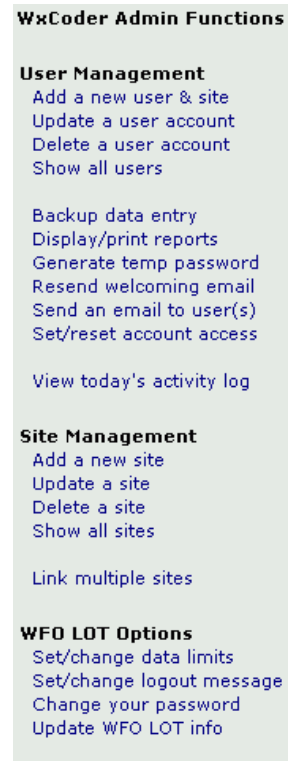 WxCoder Admin Functions
User Management
Add a new user & site
Update a user account
Delete a user account
Show all users
Backup data entry
Display/print reports
Generate temp password
Resend welcoming email
Send an email to user(s)
Set/reset account access
View today's activity log
Site Management
Add a new site
Update a site
Delete a site
Show all sites
Link multiple sites
WFO LOT Options
Set/change data limits
Set/change logout message
Change your password
Update WFO LOT info